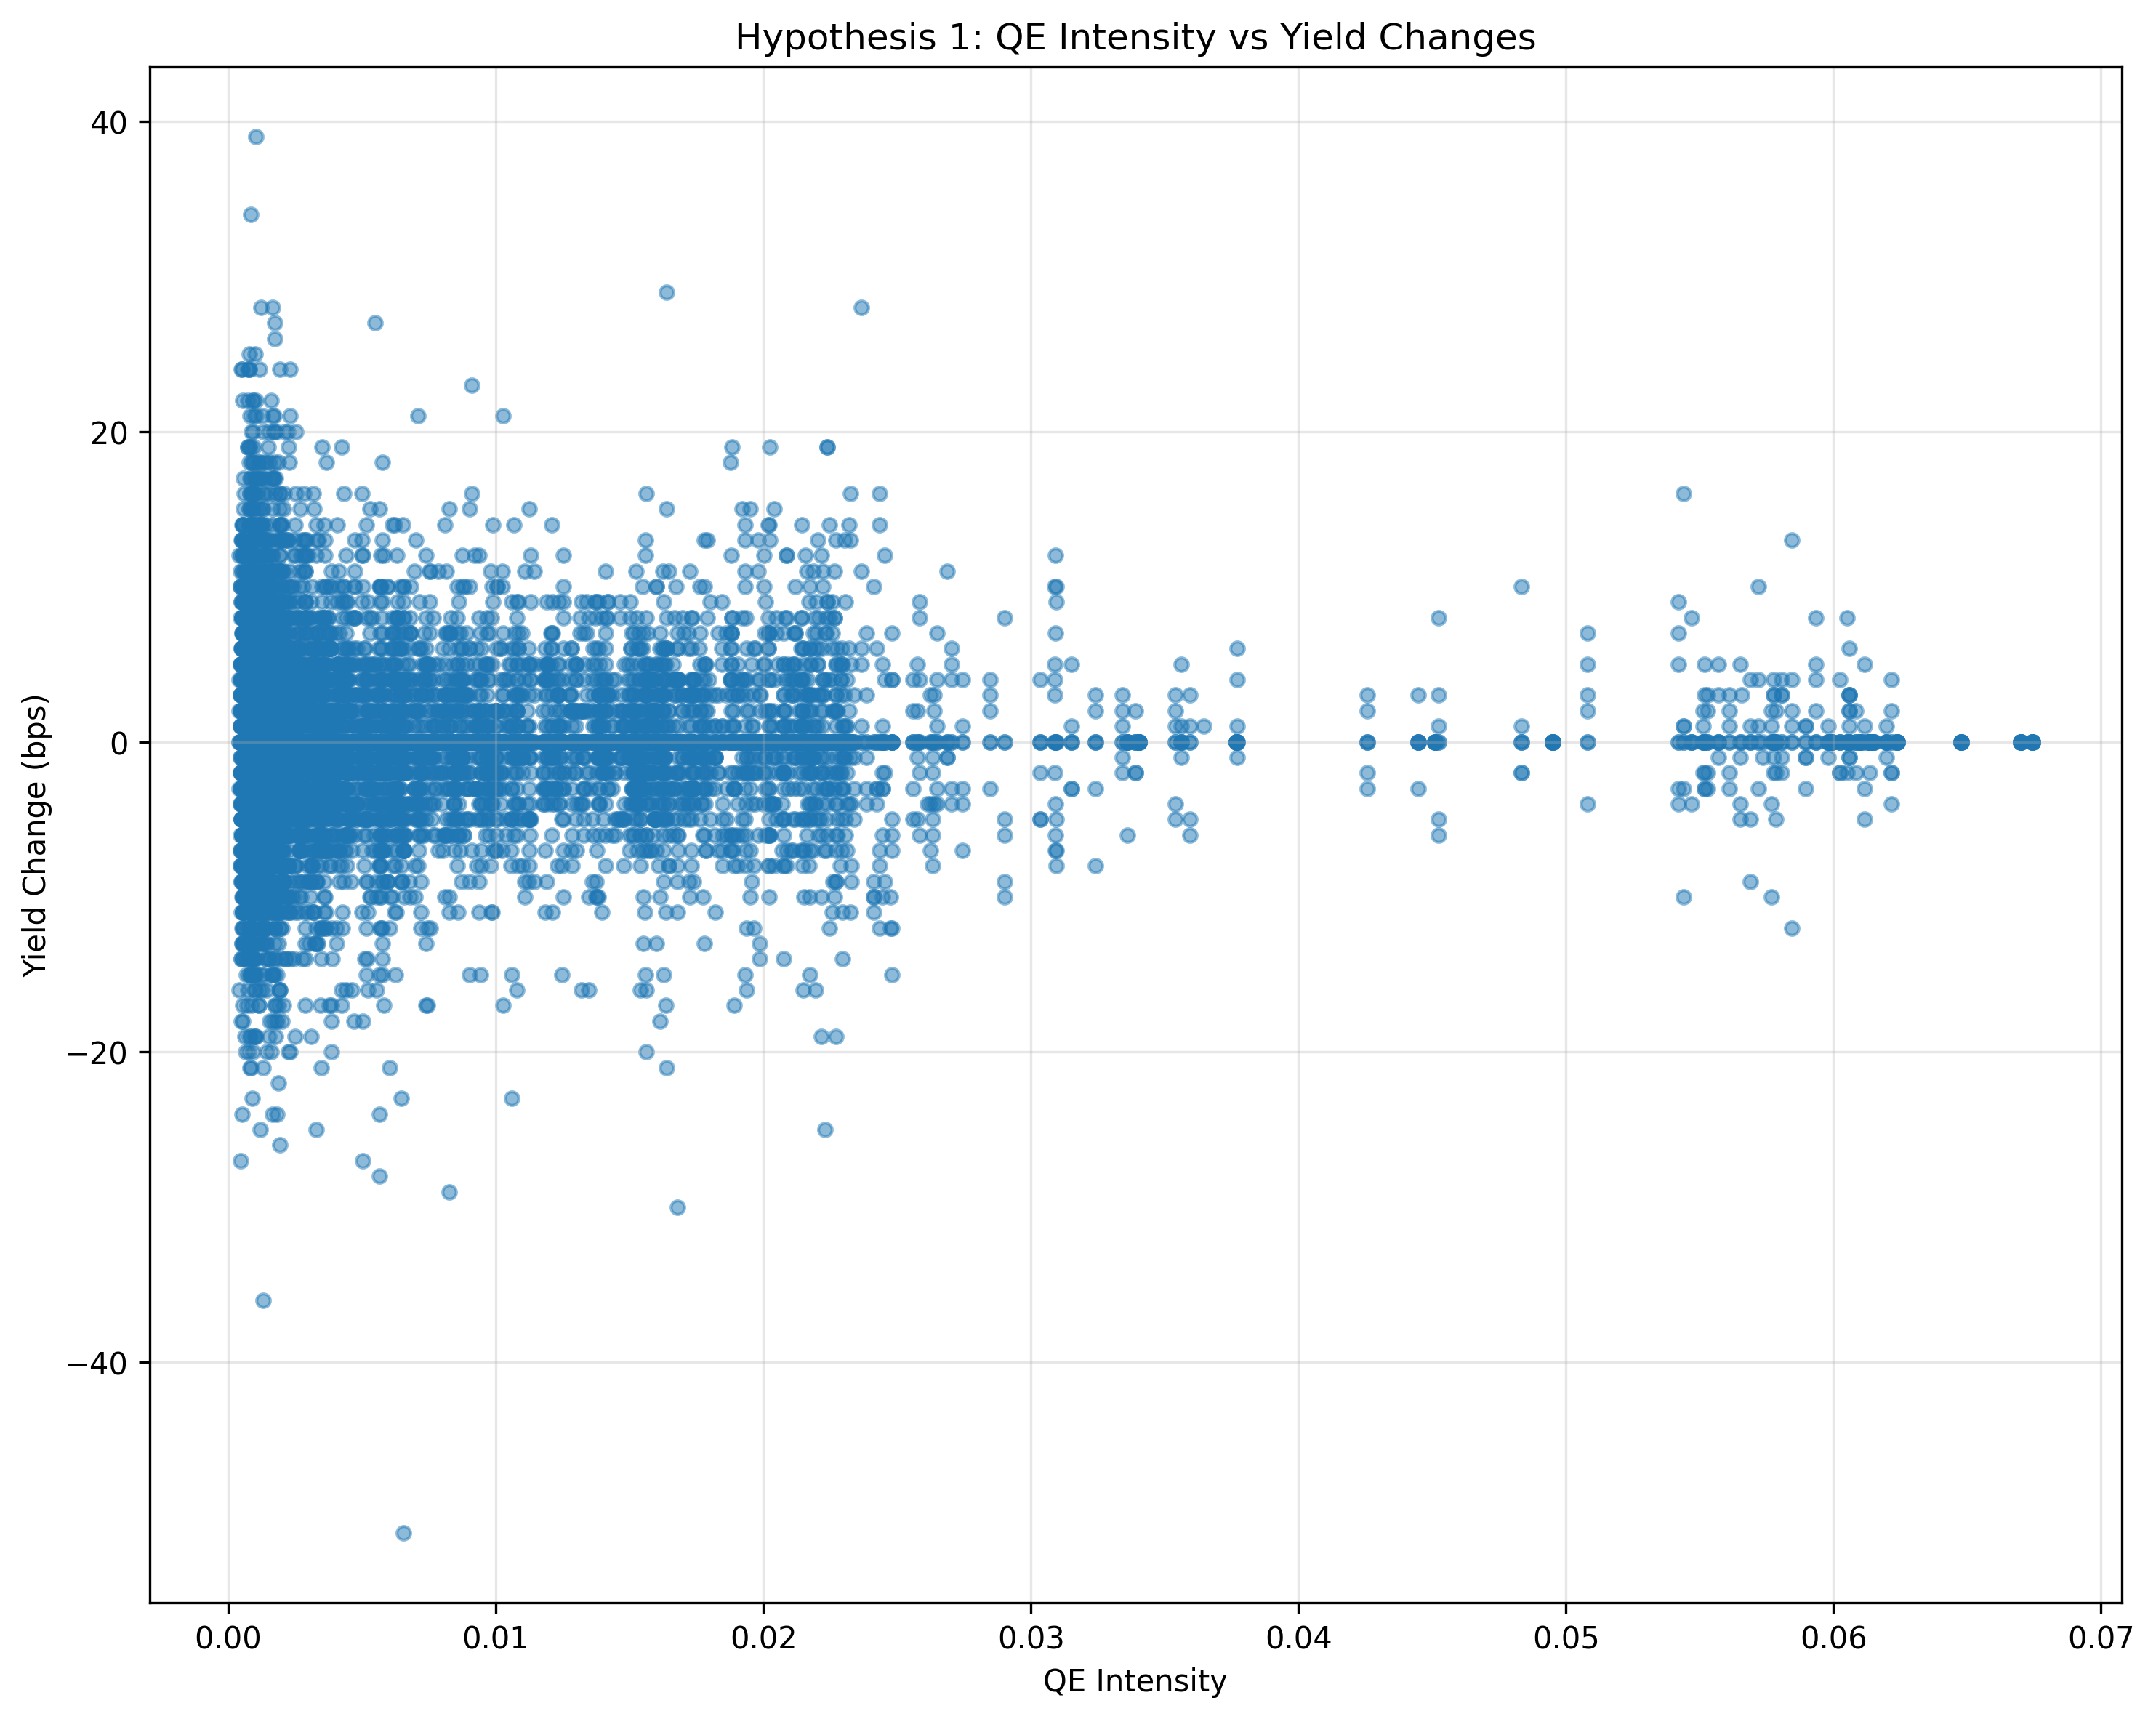 Hypothesis 1: QE Intensity vs Yield Changes
40
20
0
−20
−40
Yield Change (bps)
0.00 0.01 0.02 0.03 0.04 0.05 0.06 0.07
QE Intensity